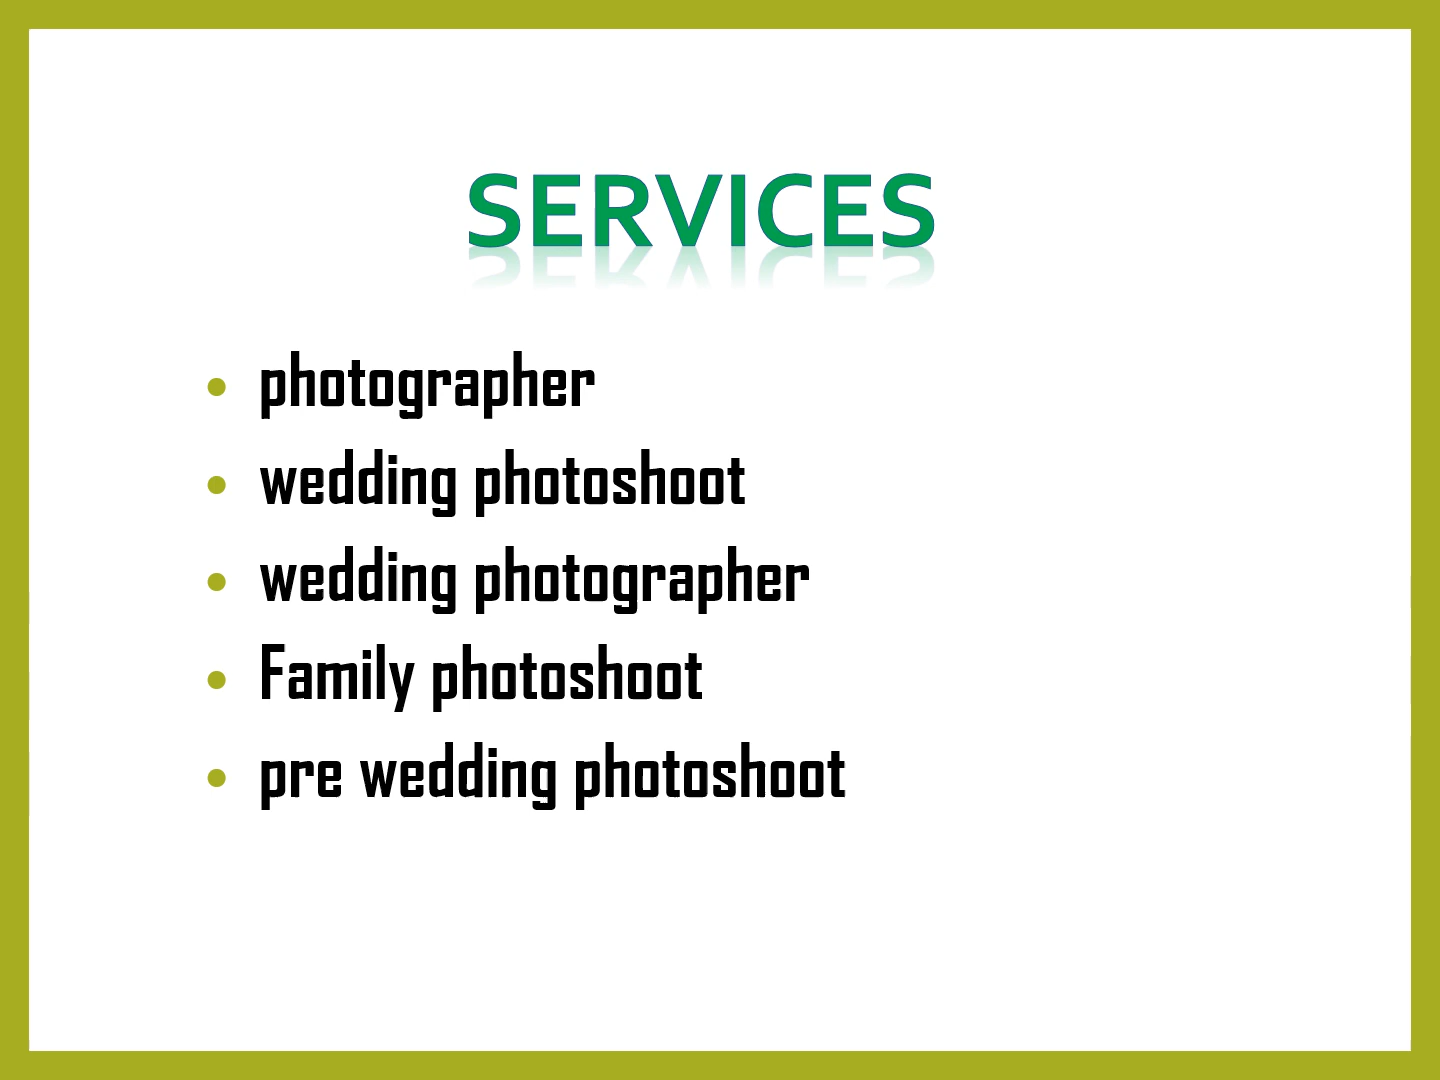 SERVICES
• photographer
• wedding photoshoot
• wedding photographer
• Family photoshoot
• pre wedding photoshoot